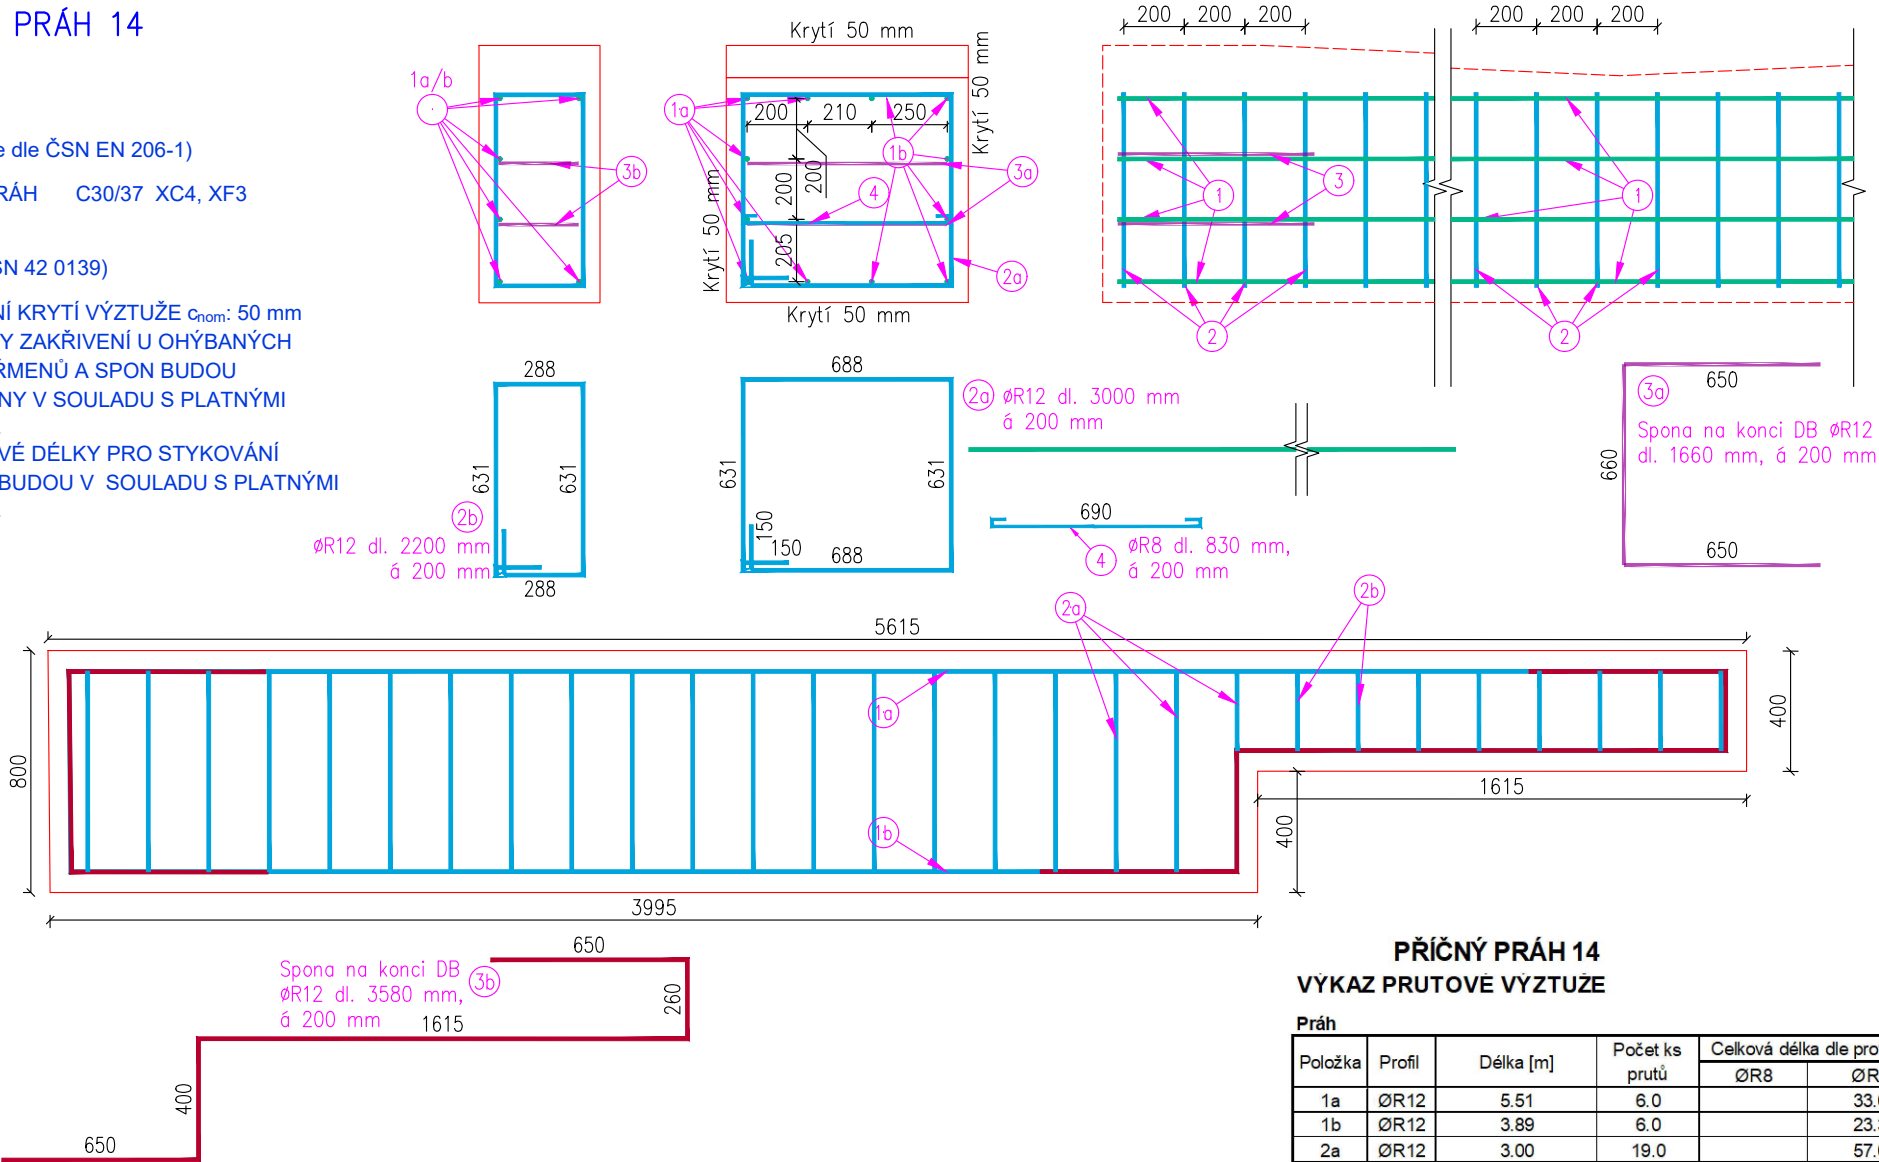 PRÁH 14
e dle ČSN EN 206-1)
RÁH C30/37 XC4, XF3
SN 42 0139)
NÍ KRYTÍ VÝZTUŽE cnom: 50 mm
Y ZAKŘIVENÍ U OHÝBANÝCH
ŘMENŮ A SPON BUDOU
NY V SOULADU S PLATNÝMI
VÉ DÉLKY PRO STYKOVÁNÍ
BUDOU V SOULADU S PLATNÝMI
1a/b
3b
Krytí 50 mm
Krytí 50 mm
Krytí 50 mm
Krytí 50 mm
1a
200 210 250
1b
200
200
205
3a
4
2a
200 200 200
200 200 200
1
3
1
2
2
288
631
631
2b
øR12 dl. 2200 mm
á 200 mm
288
688
631
631
150
150
688
2a
øR12 dl. 3000 mm
á 200 mm
690
4
øR8 dl. 830 mm,
á 200 mm
650
3a
Spona na konci DB øR12
dl. 1660 mm, á 200 mm
660
650
2a
2b
5615
800
1a
1b
400
1615
400
3995
650
Spona na konci DB
øR12 dl. 3580 mm,
á 200 mm
3b
260
1615
400
650
PŘÍČNÝ PRÁH 14
VÝKAZ PRUTOVÉ VÝZTUŽE
Práh
Položka Profil Délka [m] Počet ks prutů Celková délka dle pro
ØR8 ØR
1a ØR12 5.51 6.0 33.
1b ØR12 3.89 6.0 23.
2a ØR12 3.00 19.0 57.